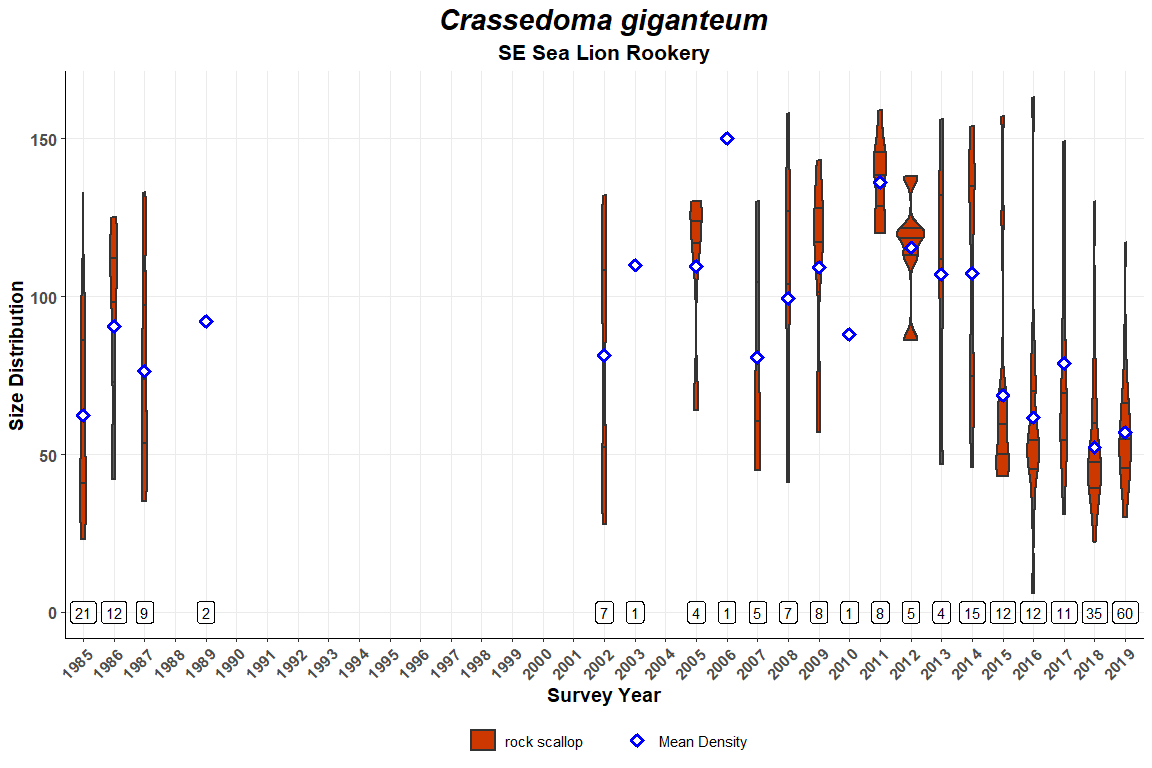 Crassedoma giganteum
SE Sea Lion Rookery
Size Distribution
150
100
50
0
21 12 9 2 7 1 4 1 5 7 8 1 8 5 4 15 12 12 11 35 60
1985 1986 1987 1988 1989 1990 1991 1992 1993 1994 1995 1996 1997 1998 1999 2000 2001 2002 2003 2004 2005 2006 2007 2008 2009 2010 2011 2012 2013 2014 2015 2016 2017 2018 2019
Survey Year
rock scallop Mean Density